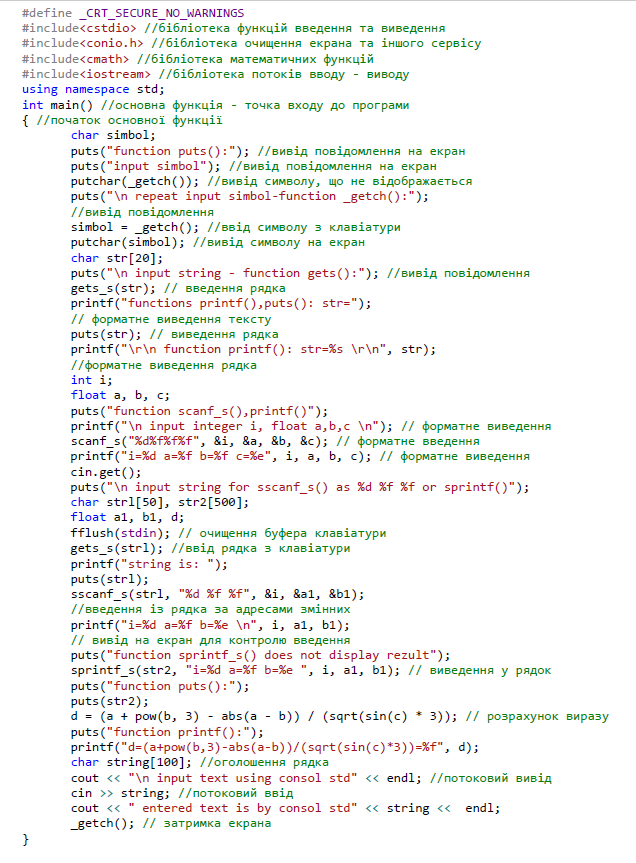 #define _CRT_SECURE_NO_WARNINGS
#include<cstdio> //бібліотека функцій введення та виведення
#include<conio.h> //бібліотека очищення екрана та іншого сервісу
#include<cmath> //бібліотека математичних функцій
#include<iostream> //бібліотека потоків вводу - виводу
using namespace std;
int main() //основна функція - точка входу до програми
{ //початок основної функції
char simbol;
puts("function puts():"); //вивід повідомлення на екран
puts("input simbol"); //вивід повідомлення на екран
putchar(_getch()); //вивід символу, що не відображається
puts("\n repeat input simbol-function _getch():");
//вивід повідомлення
simbol = _getch(); //ввід символу з клавіатури
putchar(simbol); //вивід символу на екран
char str[20];
puts("\n input string - function gets():"); //вивід повідомлення
gets_s(str); // введення рядка
printf("functions printf(),puts(): str=");
// форматне виведення тексту
puts(str); // виведення рядка
printf("\r\n function printf(): str=%s \r\n", str);
//форматне виведення рядка
int i;
float a, b, c;
puts("function scanf_s(),printf()");
printf("\n input integer i, float a,b,c \n"); // форматне виведення
scanf_s("%d%f%f%f", &i, &a, &b, &c); // форматне введення
printf("i=%d a=%f b=%f c=%e", i, a, b, c); // форматне виведення
cin.get();
puts("\n input string for sscanf_s() as %d %f %f or sprintf()");
char strl[50], str2[500];
float a1, b1, d;
fflush(stdin); // очищення буфера клавіатури
gets_s(strl); //ввід рядка з клавіатури
printf("string is: ");
puts(strl);
sscanf_s(strl, "%d %f %f", &i, &a1, &b1);
//введення із рядка за адресами змінних
printf("i=%d a=%f b=%e \n", i, a1, b1);
// вивід на екран для контролю введення
puts("function sprintf_s() does not display rezult");
sprintf_s(str2, "i=%d a=%f b=%e ", i, a1, b1); // виведення у рядок
puts("function puts():");
puts(str2);
d = (a + pow(b, 3) - abs(a - b)) / (sqrt(sin(c) * 3)); // розрахунок виразу
puts("function printf():");
printf("d=(a+pow(b,3)-abs(a-b))/(sqrt(sin(c)*3))=%f", d);
char string[100]; //оголошення рядка
cout << "\n input text using consol std" << endl; //потоковий вивід
cin >> string; //потоковий ввід
cout << " entered text is by consol std" << string <<  endl;
_getch(); // затримка екрана
}